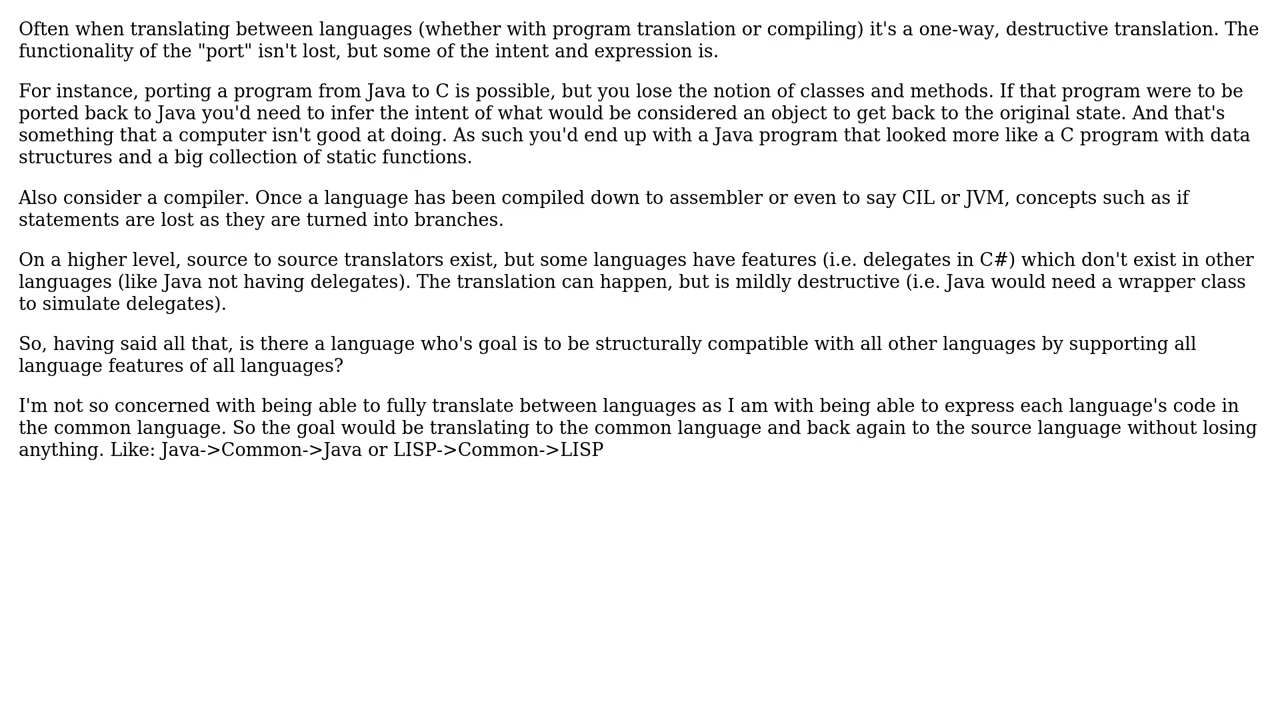 Often when translating between languages (whether with program translation or compiling) it's a one-way, destructive translation. The
functionality of the "port" isn't lost, but some of the intent and expression is.
For instance, porting a program from Java to C is possible, but you lose the notion of classes and methods. If that program were to be
ported back to Java you'd need to infer the intent of what would be considered an object to get back to the original state. And that's
something that a computer isn't good at doing. As such you'd end up with a Java program that looked more like a C program with data
structures and a big collection of static functions.
Also consider a compiler. Once a language has been compiled down to assembler or even to say CIL or JVM, concepts such as if
statements are lost as they are turned into branches.
On a higher level, source to source translators exist, but some languages have features (i.e. delegates in C#) which don't exist in other
languages (like Java not having delegates). The translation can happen, but is mildly destructive (i.e. Java would need a wrapper class
to simulate delegates).
So, having said all that, is there a language who's goal is to be structurally compatible with all other languages by supporting all
language features of all languages?
I'm not so concerned with being able to fully translate between languages as I am with being able to express each language's code in
the common language. So the goal would be translating to the common language and back again to the source language without losing
anything. Like: Java->Common->Java or LISP->Common->LISP